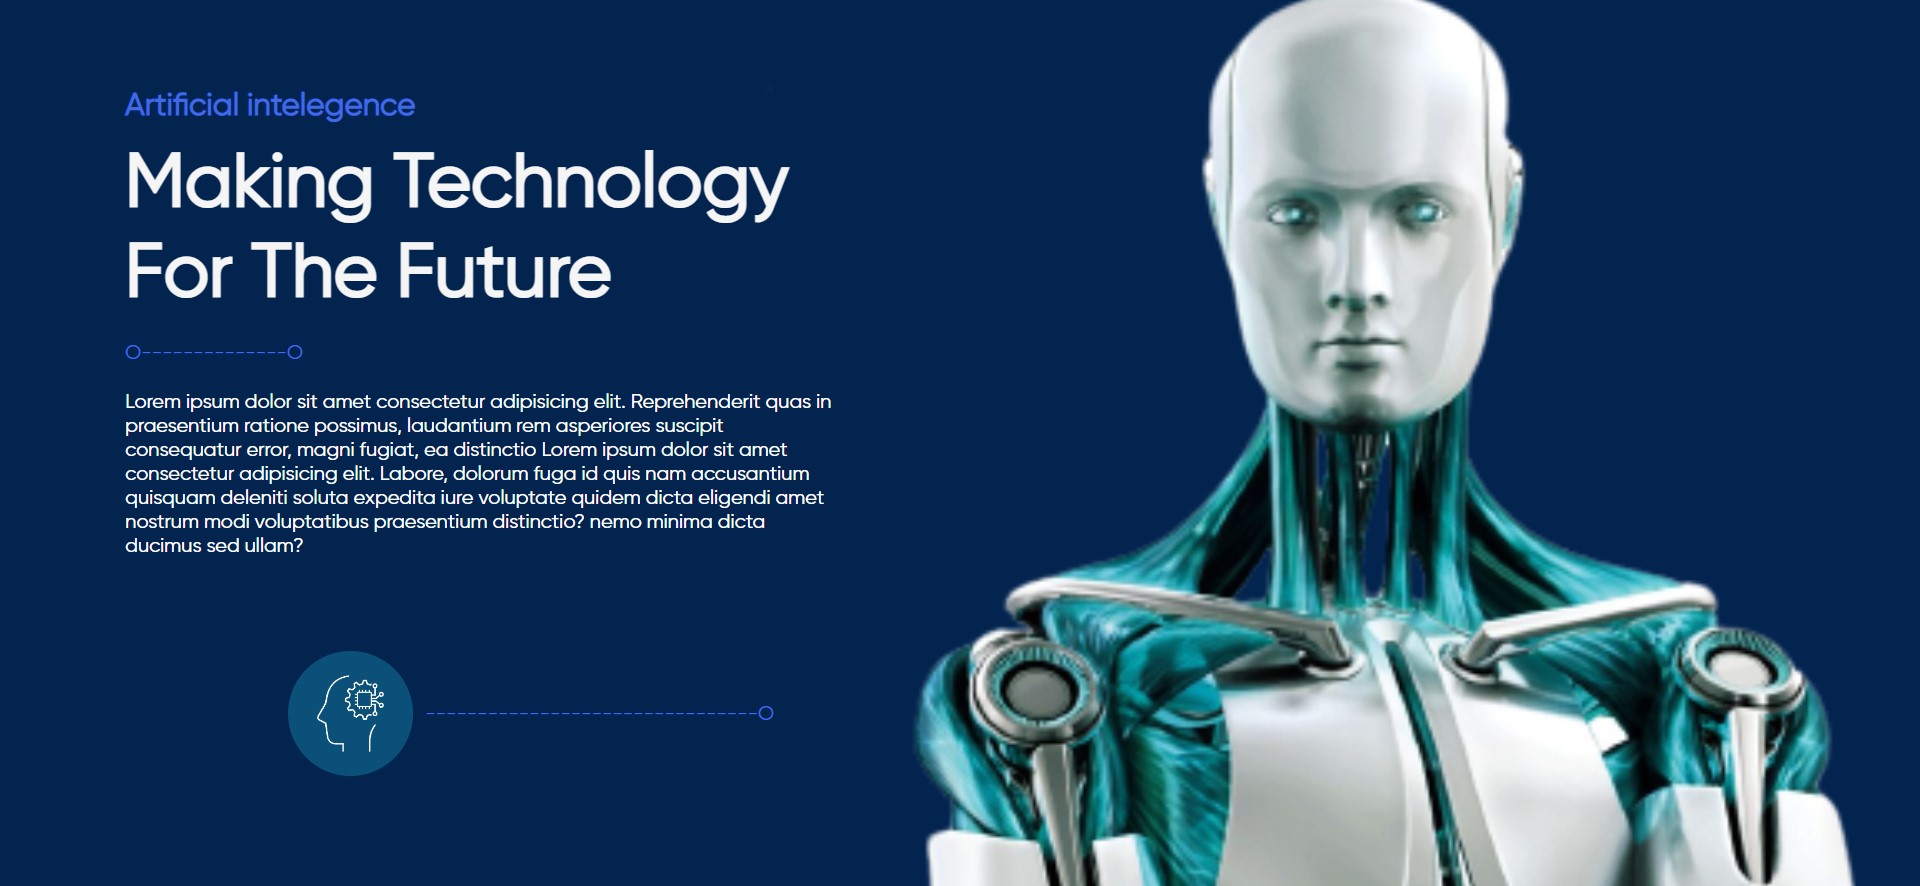 Artificial intelegence
Making Technology
For The Future
Lorem ipsum dolor sit amet consectetur adipisicing elit. Reprehenderit quas in
praesentium ratione possimus, laudantium rem asperiores suscipit
consequatur error, magni fugiat, ea distinctio Lorem ipsum dolor sit amet
consectetur adipisicing elit. Labore, dolorum fuga id quis nam accusantium
quisquam deleniti soluta expedita iure voluptate quidem dicta eligendi amet
nostrum modi voluptatibus praesentium distinctio? nemo minima dicta
ducimus sed ullam?